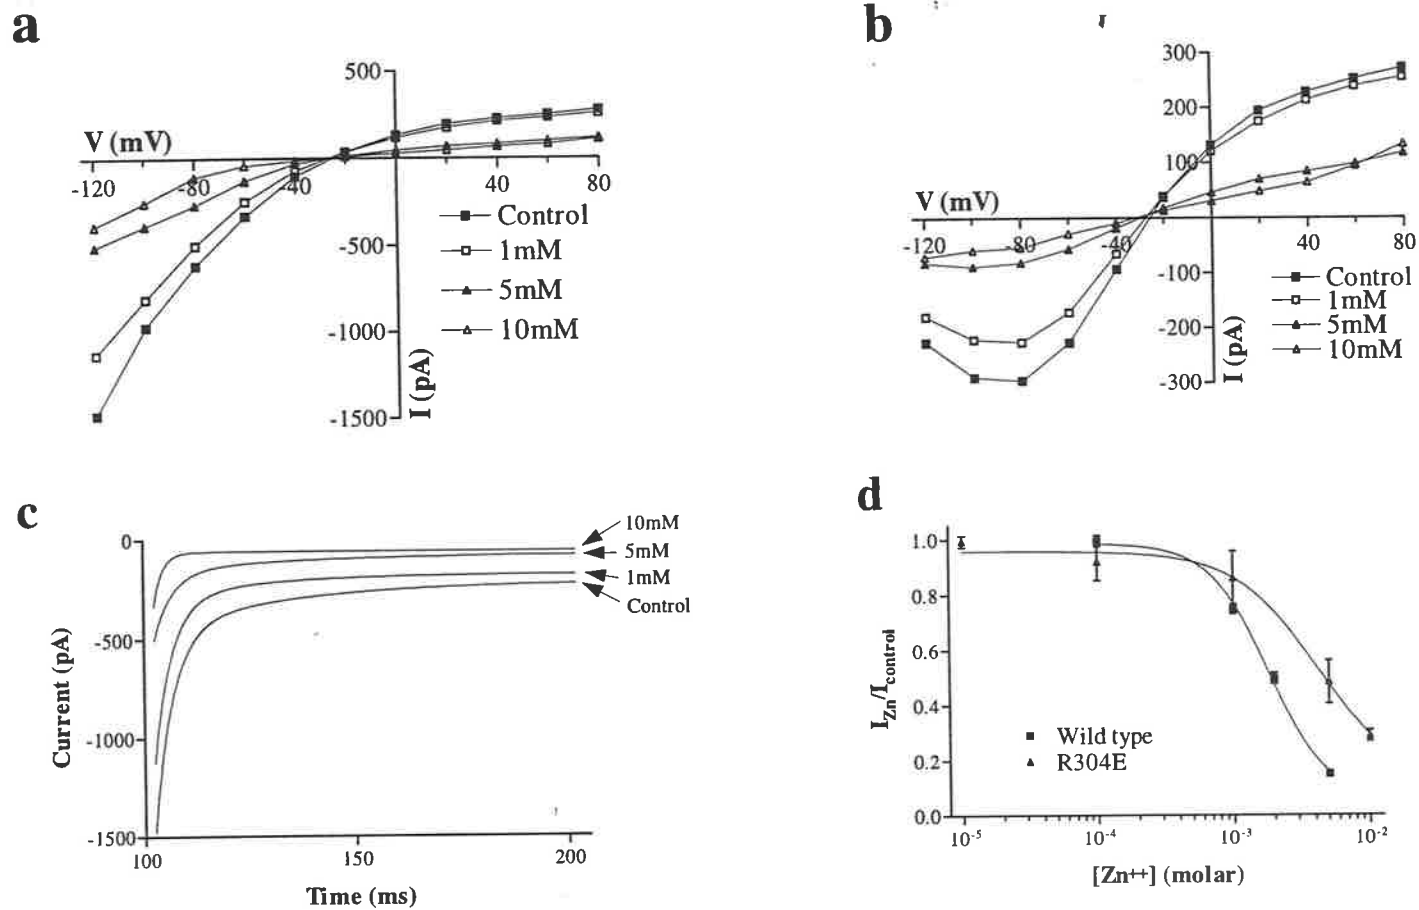 a
500
V (mV)
-120
-80
-40
40
80
Control
1mM
5mM
10mM
-500
-1000
-1500
I (pA)
b
300
200
100
V (mV)
-120
-80
-40
40
80
-100
-200
-300
I (pA)
Control
1mM
5mM
10mM
c
0
-500
-1000
-1500
Current (pA)
100
150
200
Time (ms)
10mM
5mM
1mM
Control
d
1.0
0.8
0.6
0.4
0.2
0.0
I_Zn/I_control
Wild type
R304E
10⁻⁵
10⁻⁴
10⁻³
10⁻²
[Zn++] (molar)